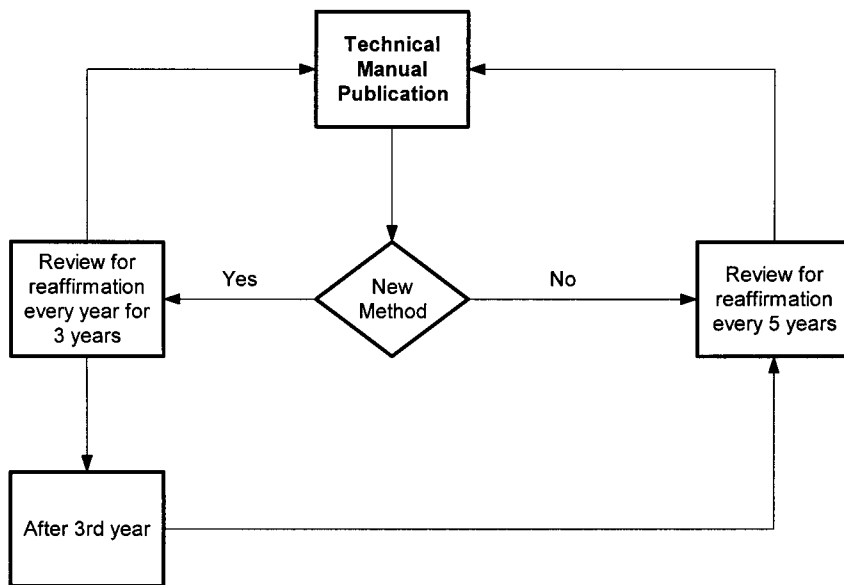 Technical
Manual
Publication
Review for
reaffirmation
every year for
3 years
Yes
New
Method
No
Review for
reaffirmation
every 5 years
After 3rd year